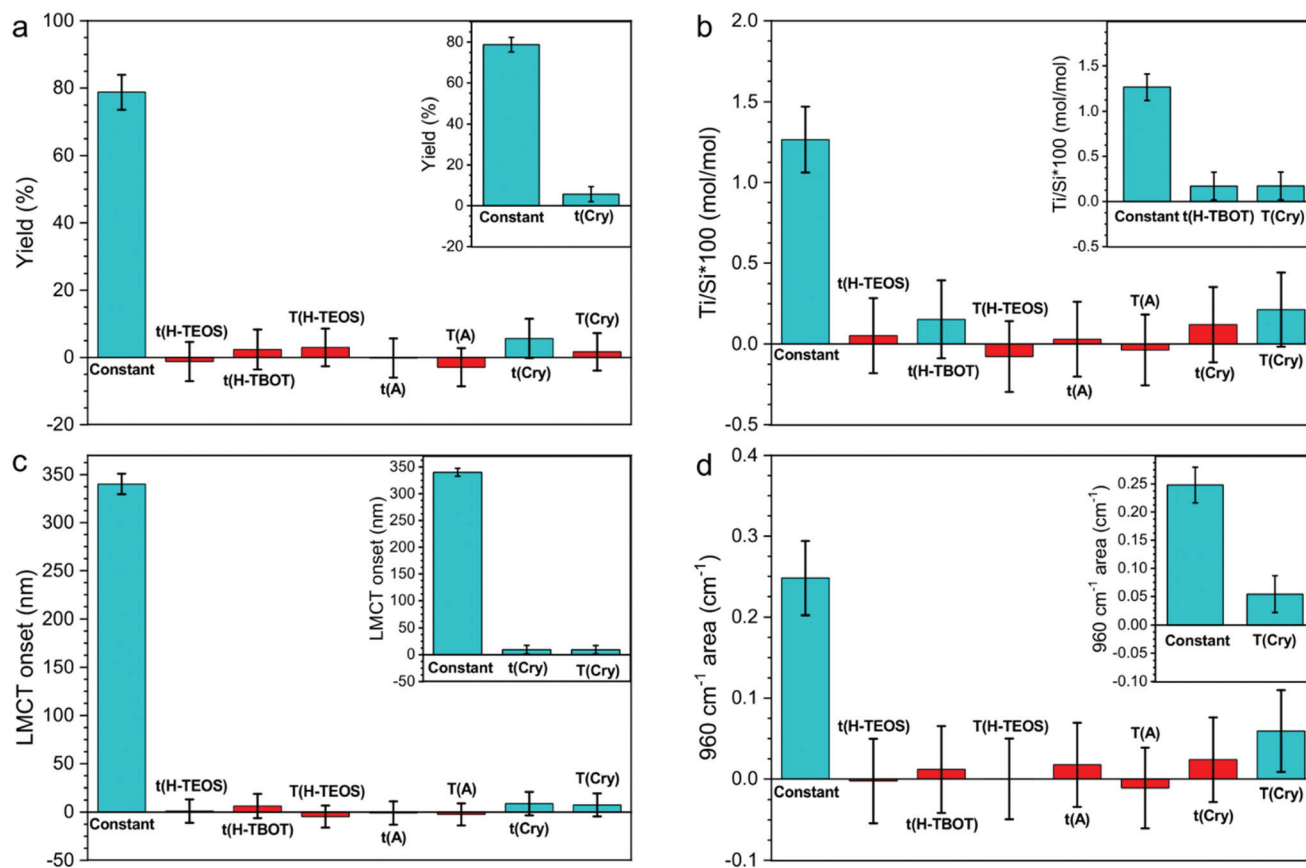 a
Yield (%)
100
80
60
40
20
0
-20
Constant
t(H-TEOS)
t(H-TBOT)
T(H-TEOS)
t(A)
T(A)
t(Cry)
T(Cry)
Yield (%)
80
60
40
20
0
-20
Constant
t(Cry)
b
Ti/Si*100 (mol/mol)
2.0
1.5
1.0
0.5
0.0
-0.5
Constant
t(H-TEOS)
t(H-TBOT)
T(H-TEOS)
t(A)
T(A)
t(Cry)
T(Cry)
Ti/Si*100 (mol/mol)
1.5
1.0
0.5
0.0
-0.5
Constant
t(H-TBOT)
T(Cry)
c
LMCT onset (nm)
350
300
250
200
150
100
50
0
-50
Constant
t(H-TEOS)
t(H-TBOT)
T(H-TEOS)
t(A)
T(A)
t(Cry)
T(Cry)
LMCT onset (nm)
350
300
250
200
150
100
50
0
-50
Constant
t(Cry)
T(Cry)
d
960 cm⁻¹ area (cm⁻¹)
0.4
0.3
0.2
0.1
0.0
-0.1
Constant
t(H-TEOS)
t(H-TBOT)
T(H-TEOS)
t(A)
T(A)
t(Cry)
T(Cry)
960 cm⁻¹ area (cm⁻¹)
0.25
0.20
0.15
0.10
0.05
0.00
-0.05
-0.10
Constant
T(Cry)